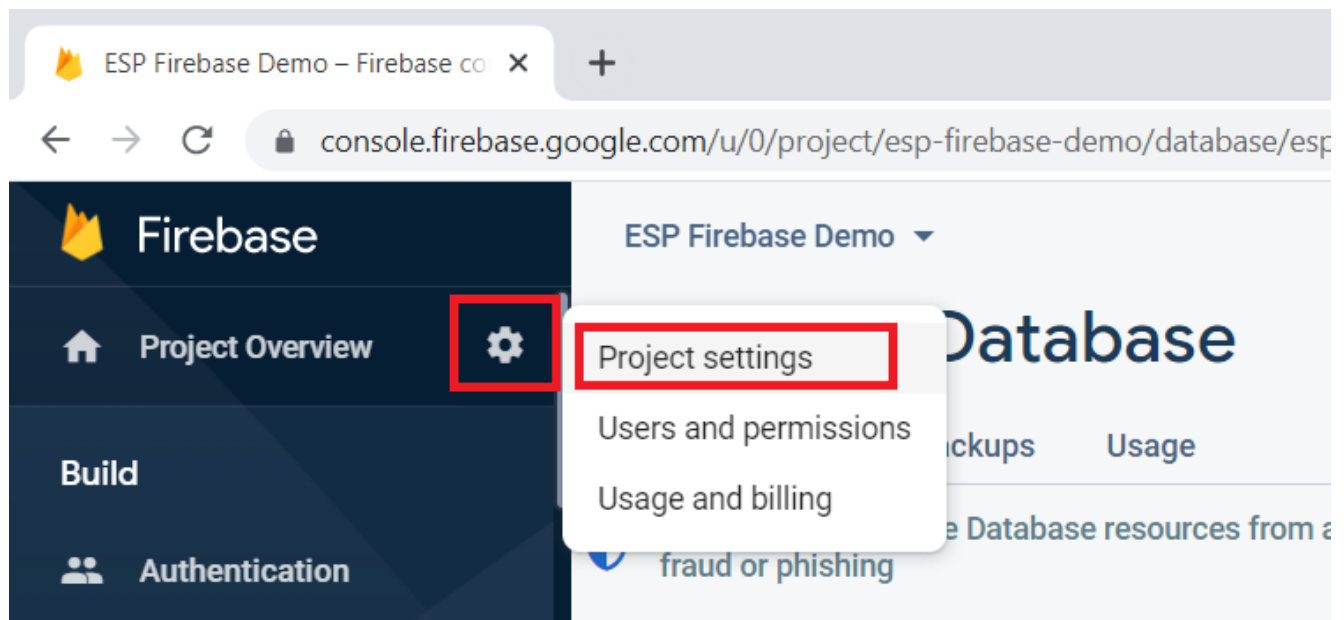 ESP Firebase Demo – Firebase co
console.firebase.google.com/u/0/project/esp-firebase-demo/database/esp
Firebase
ESP Firebase Demo
Project Overview
Project settings
Database
Users and permissions
ackups Usage
Build
Usage and billing
e Database resources from a
fraud or phishing
Authentication